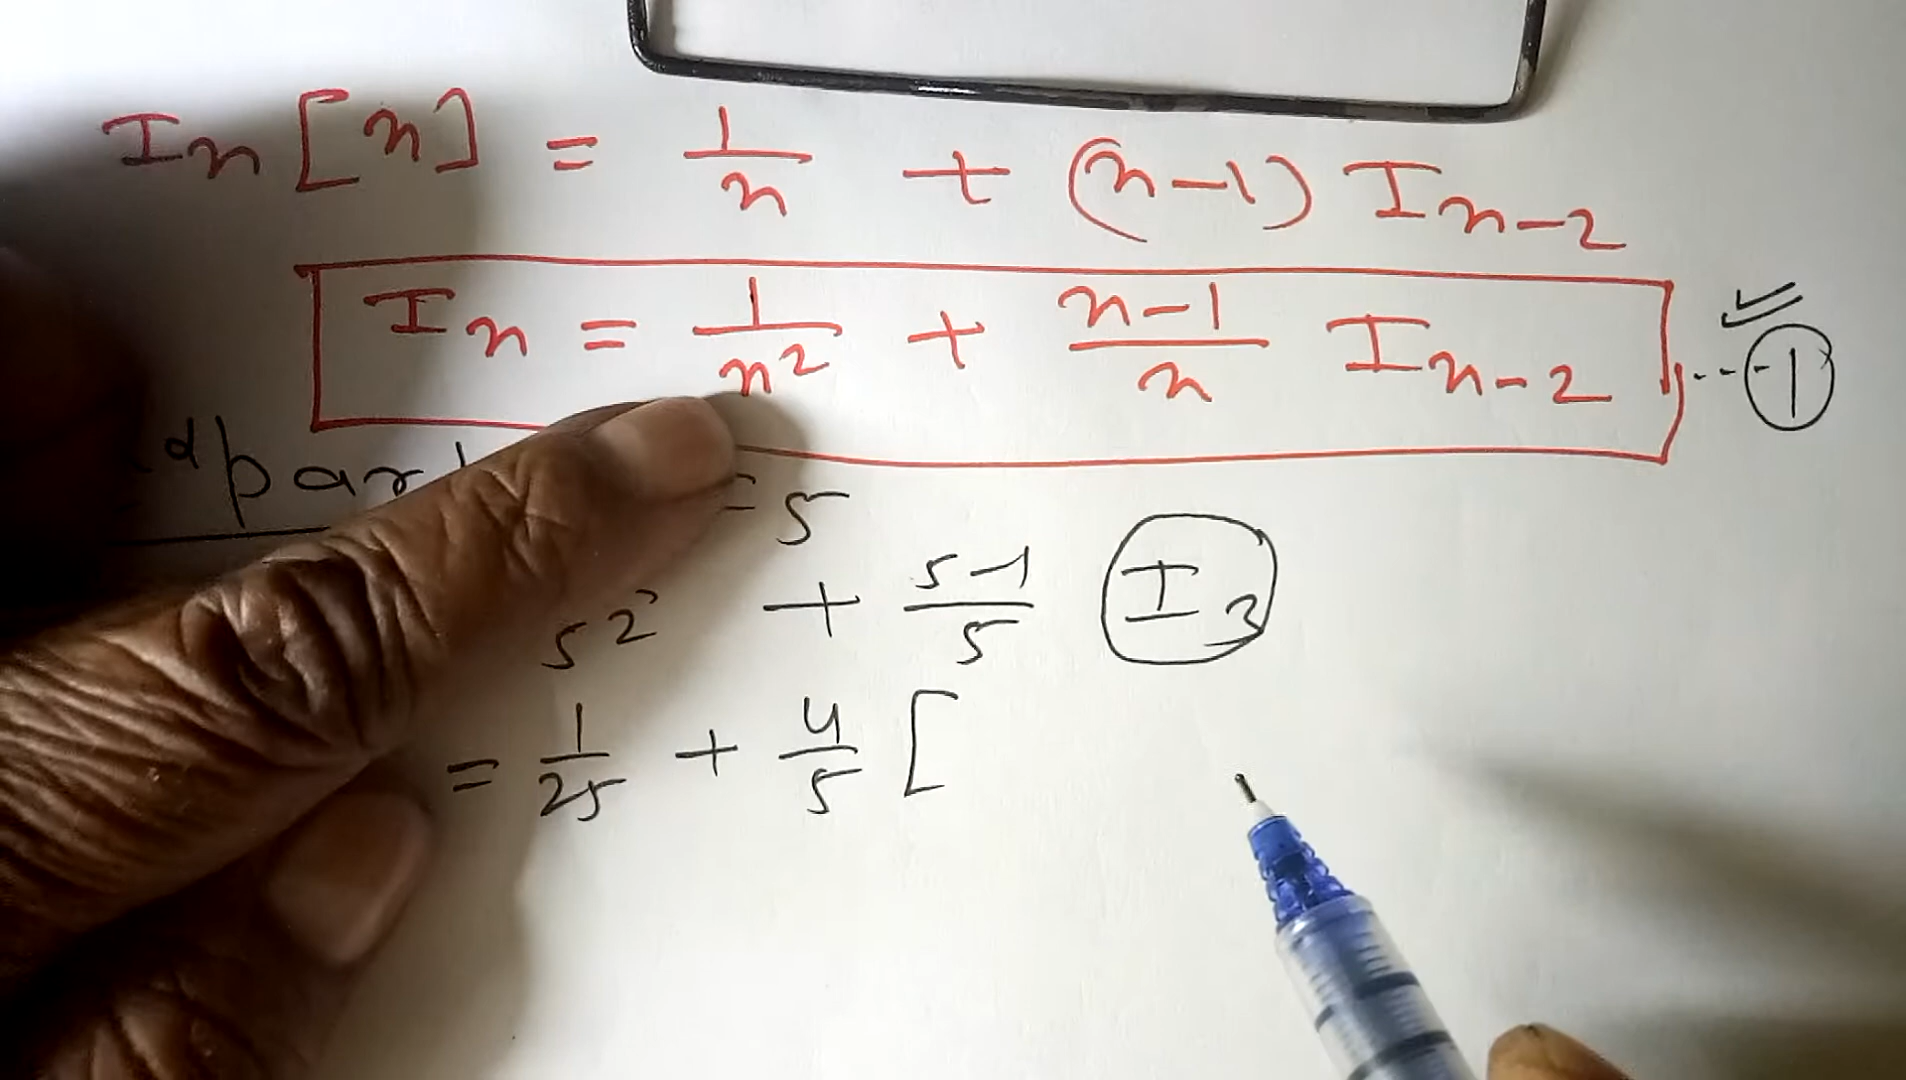 In [n] = 1/n + (n-1) In-2
In = 1/n² + n-1/n In-2 ---1
d part = 5
5² + 5-1/5 I3
= 1/25 + 4/5 [